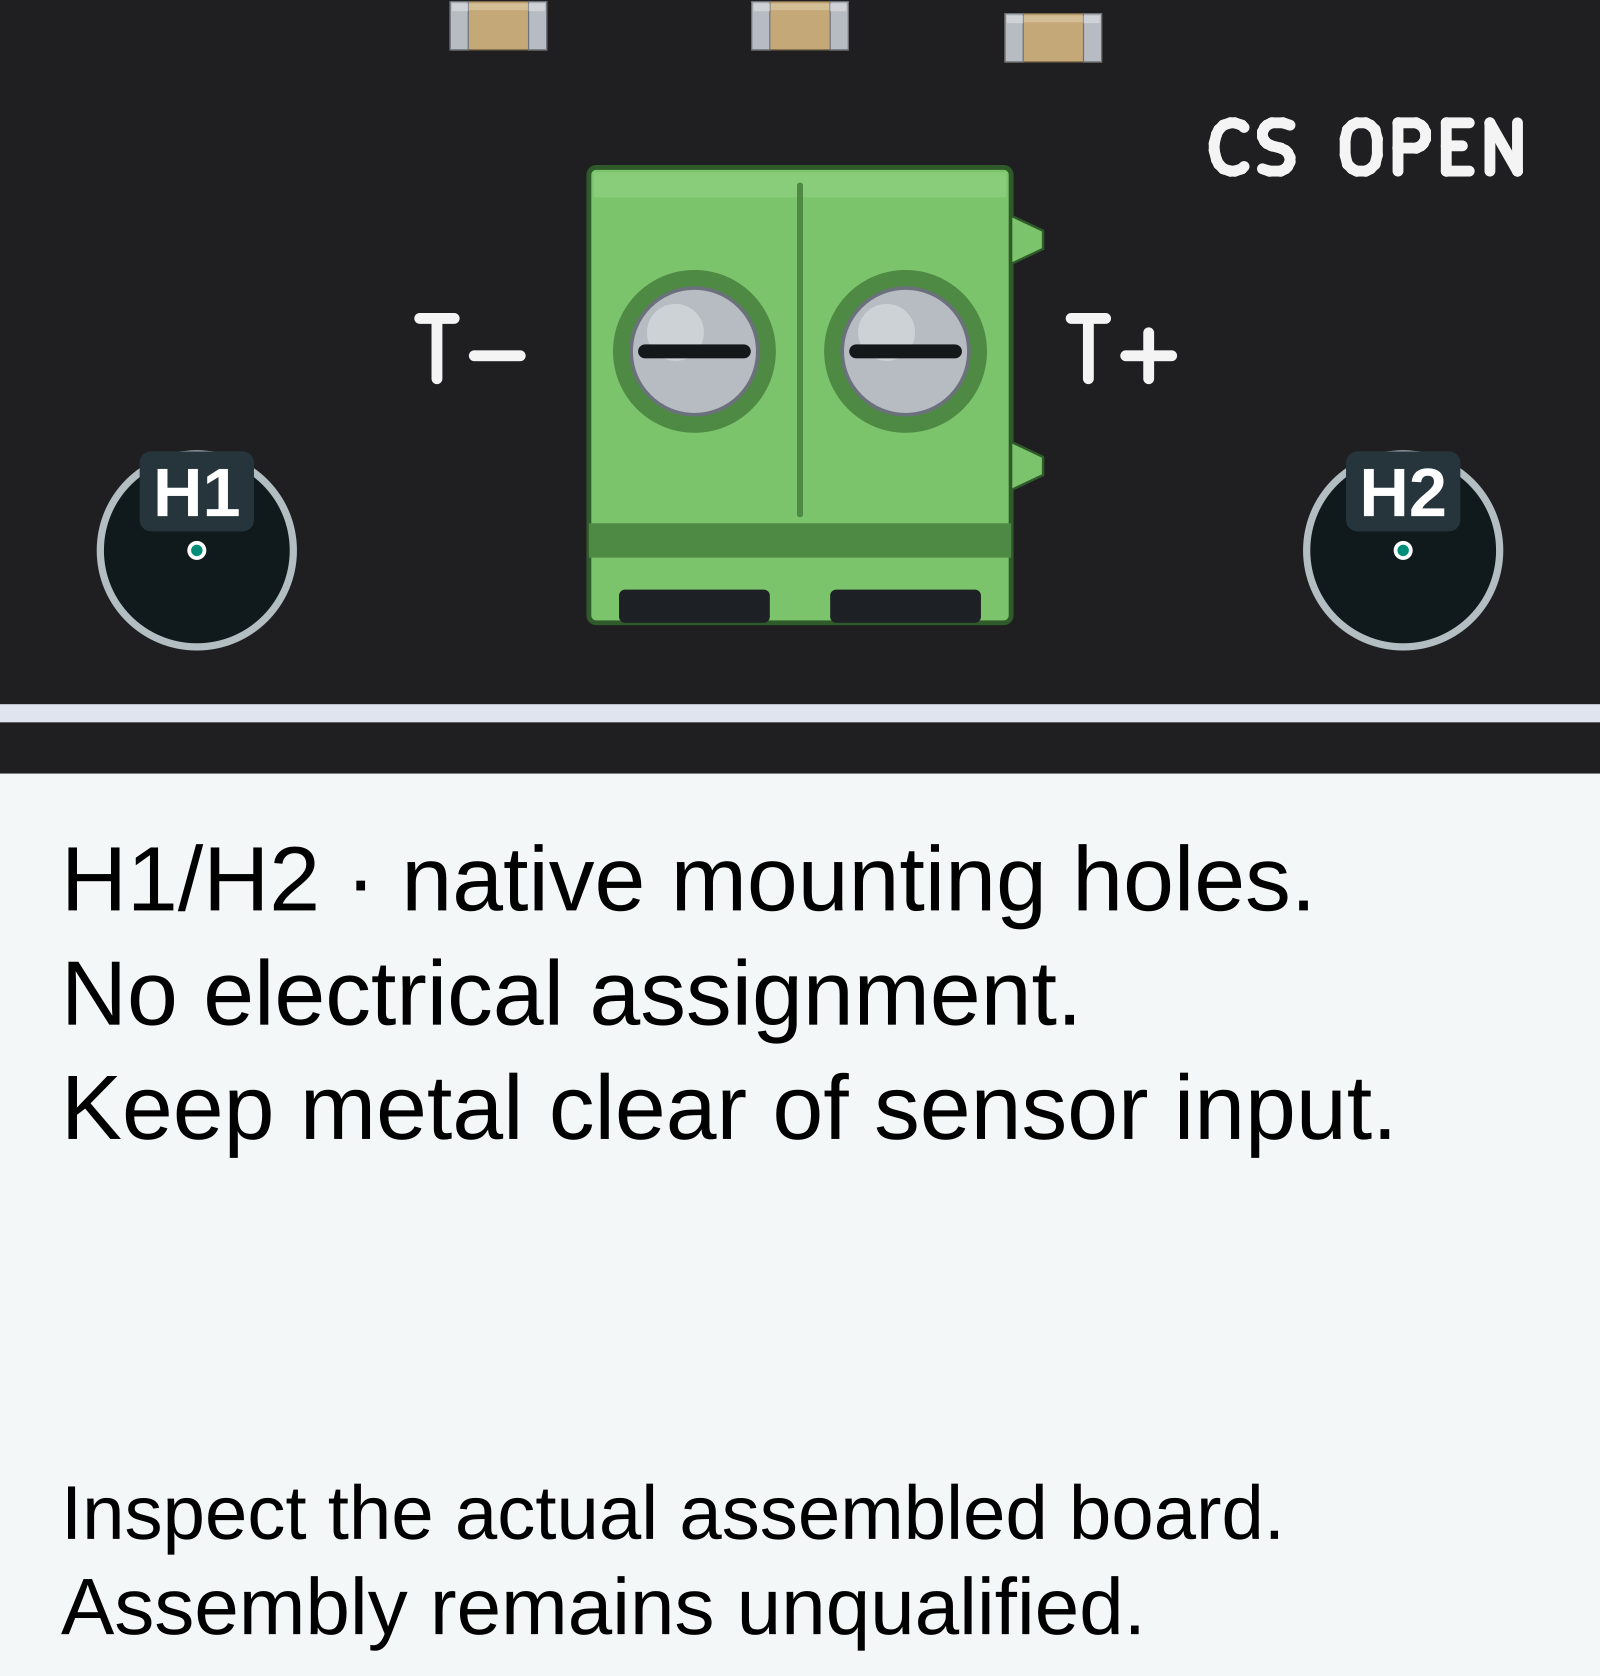 CS OPEN
T− T+
H1 H2
H1/H2 · native mounting holes.
No electrical assignment.
Keep metal clear of sensor input.
Inspect the actual assembled board.
Assembly remains unqualified.